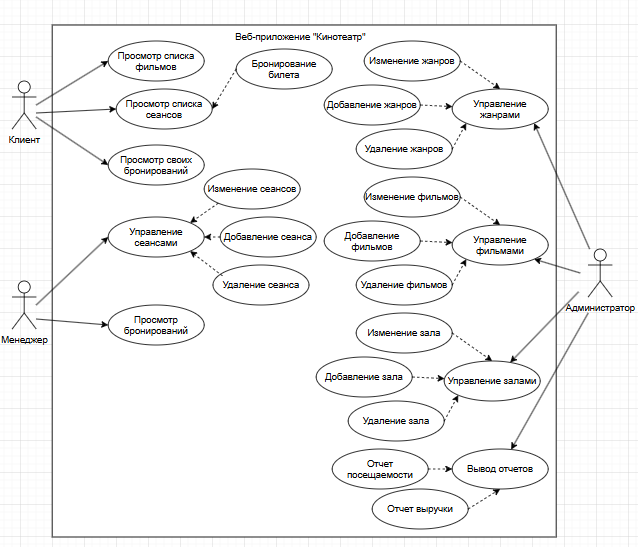 Веб-приложение "Кинотеатр"
Просмотр списка
фильмов
Бронирование
билета
Просмотр списка
сеансов
Клиент
Просмотр своих
бронирований
Изменение сеансов
Управление
сеансами
Добавление сеанса
Удаление сеанса
Просмотр
бронирований
Менеджер
Изменение жанров
Добавление жанров
Управление
жанрами
Удаление жанров
Изменение фильмов
Добавление
фильмов
Управление
фильмами
Удаление фильмов
Администратор
Изменение зала
Добавление зала
Управление залами
Удаление зала
Отчет
посещаемости
Вывод отчетов
Отчет выручки